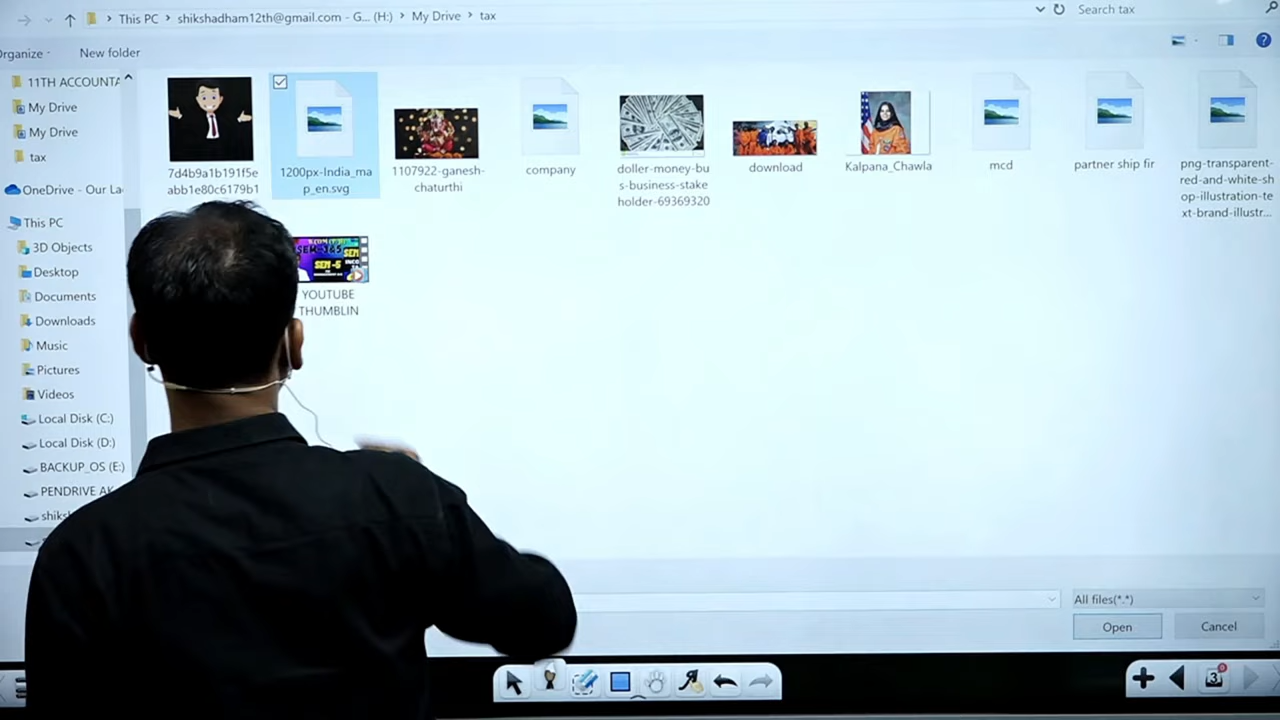 This PC > shikshadham12th@gmail.com - G... (H:) > My Drive > tax
Search tax
New folder
11TH ACCOUNTA
My Drive
My Drive
tax
OneDrive - Our La
This PC
3D Objects
Desktop
Documents
Downloads
Music
Pictures
Videos
Local Disk (C:)
Local Disk (D:)
BACKUP_OS (E:)
PENDRIVE AK
7d4b9a1b191f5e
abb1e80c6179b1
1200px-India_ma
p_en.svg
1107922-ganesh-
chaturthi
company
doller-money-bu
s-business-stake
holder-69369320
download
Kalpana_Chawla
mcd
partner ship fir
png-transparent-
red-and-white-sh
op-illustration-te
xt-brand-illustr...
SEM -5
YOUTUBE
THUMBLIN
All files(*.*)
Open
Cancel
3